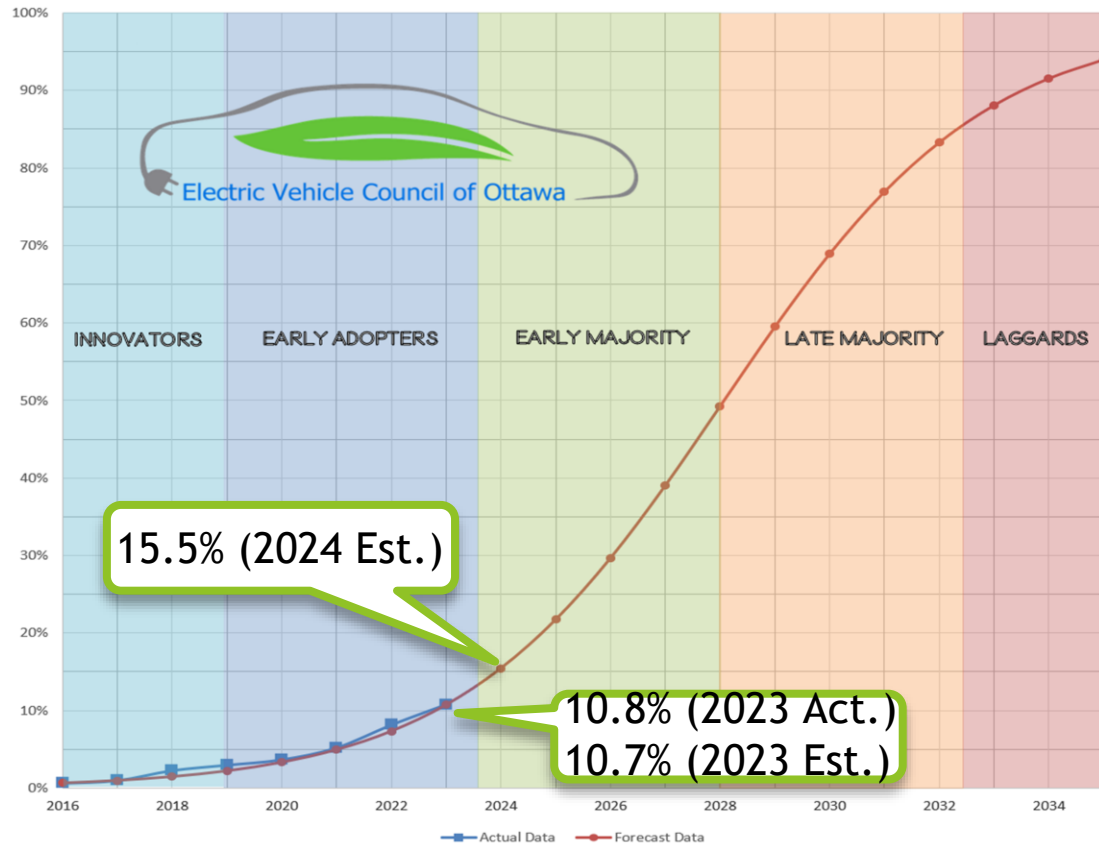 100%
90%
80%
70%
60%
50%
40%
30%
20%
10%
0%
Electric Vehicle Council of Ottawa
INNOVATORS EARLY ADOPTERS EARLY MAJORITY LATE MAJORITY LAGGARDS
15.5% (2024 Est.)
10.8% (2023 Act.)
10.7% (2023 Est.)
2016 2018 2020 2022 2024 2026 2028 2030 2032 2034
Actual Data Forecast Data